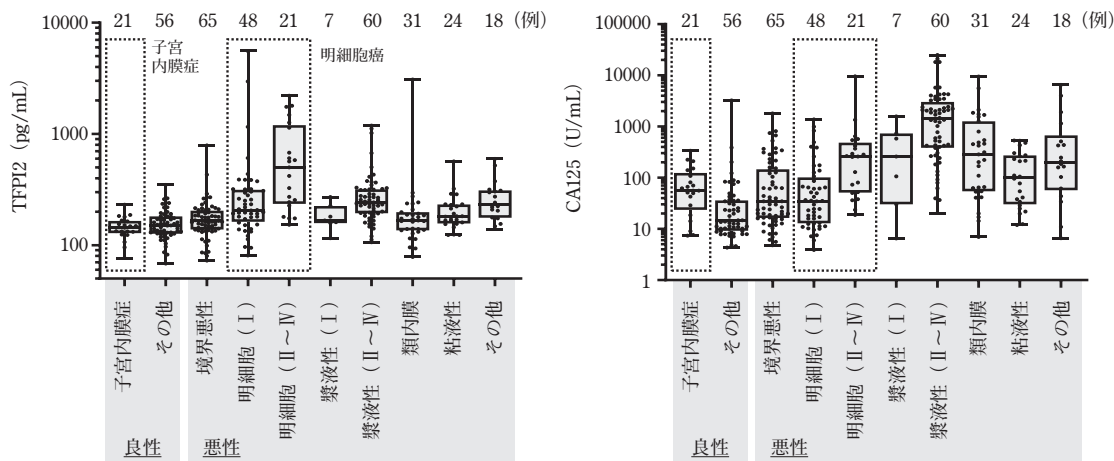 TFPI2（pg/mL）
10000
1000
100
21 56 65 48 21 7 60 31 24 18（例）
子宮
内膜症
明細胞癌
子宮内膜症
その他
境界悪性
明細胞（Ⅰ）
明細胞（Ⅱ～Ⅳ）
漿液性（Ⅰ）
漿液性（Ⅱ～Ⅳ）
類内膜
粘液性
その他
良性
悪性
CA125（U/mL）
100000
10000
1000
100
10
1
21 56 65 48 21 7 60 31 24 18（例）
子宮内膜症
その他
境界悪性
明細胞（Ⅰ）
明細胞（Ⅱ～Ⅳ）
漿液性（Ⅰ）
漿液性（Ⅱ～Ⅳ）
類内膜
粘液性
その他
良性
悪性